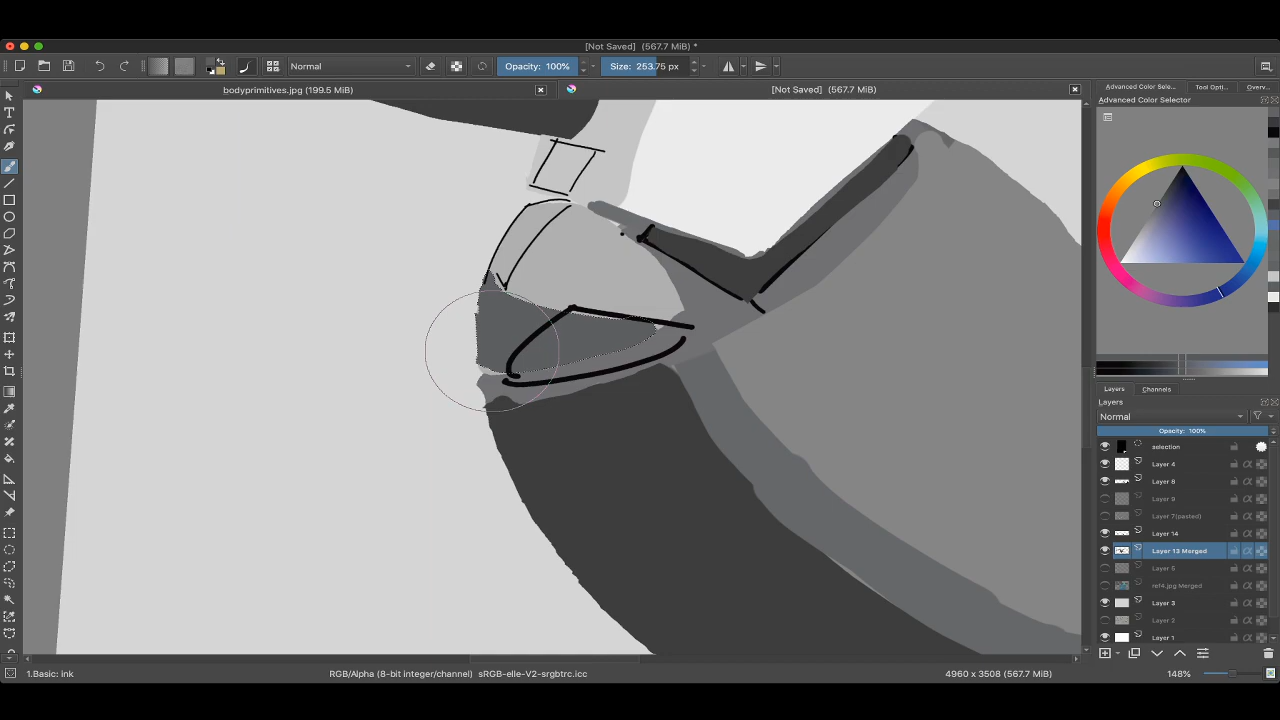 [Not Saved] (567.7 MiB) *
Normal
Opacity: 100%
Size: 253.75 px
bodyprimitives.jpg (199.5 MiB)
[Not Saved] (567.7 MiB)
Advanced Color Sele...
Tool Opti...
Overv...
Advanced Color Selector
Layers
Channels
Layers
Normal
Opacity: 100%
selection
Layer 4
Layer 8
Layer 9
Layer 7(pasted)
Layer 14
Layer 13 Merged
Layer 5
ref4.jpg Merged
Layer 3
Layer 2
Layer 1
1.Basic: ink
RGB/Alpha (8-bit integer/channel) sRGB-elle-V2-srgbtrc.icc
4960 x 3508 (567.7 MiB)
148%